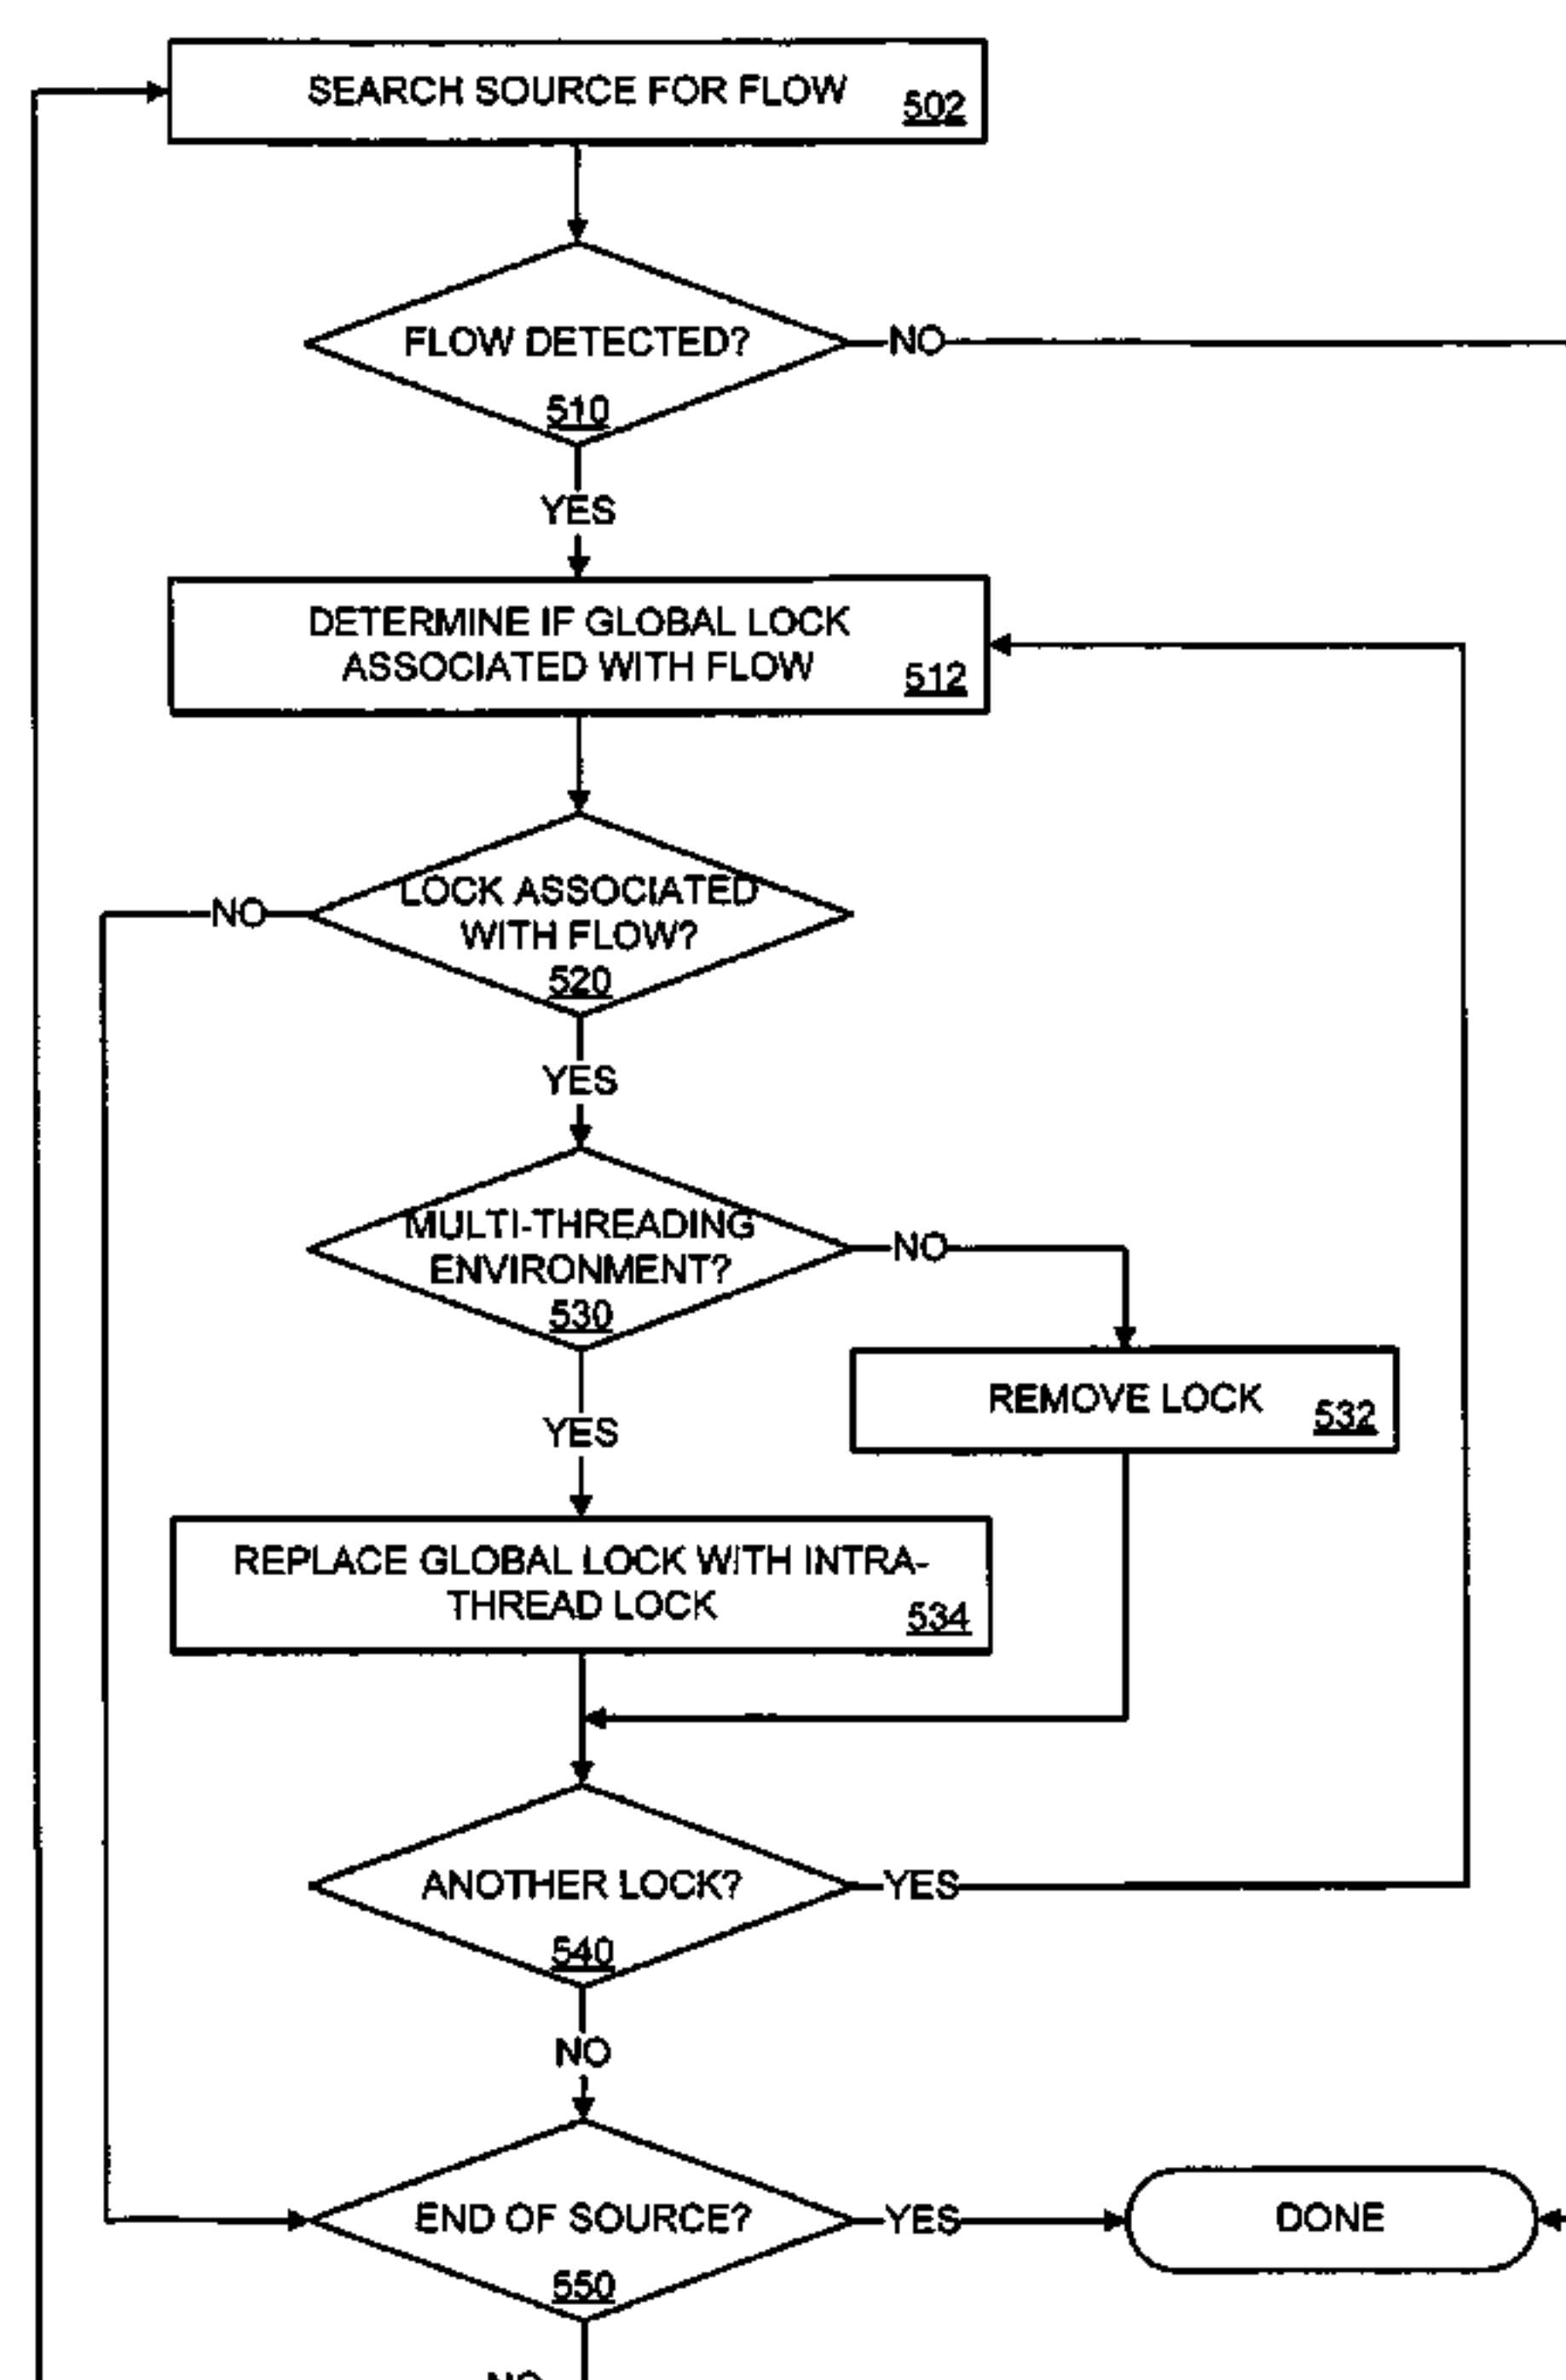 SEARCH SOURCE FOR FLOW
502
FLOW DETECTED?
510
NO
YES
DETERMINE IF GLOBAL LOCK
ASSOCIATED WITH FLOW
512
LOCK ASSOCIATED
WITH FLOW?
520
NO
YES
MULTI-THREADING
ENVIRONMENT?
530
NO
REMOVE LOCK
532
YES
REPLACE GLOBAL LOCK WITH INTRA-
THREAD LOCK
534
ANOTHER LOCK?
540
YES
NO
END OF SOURCE?
550
YES
DONE
NO